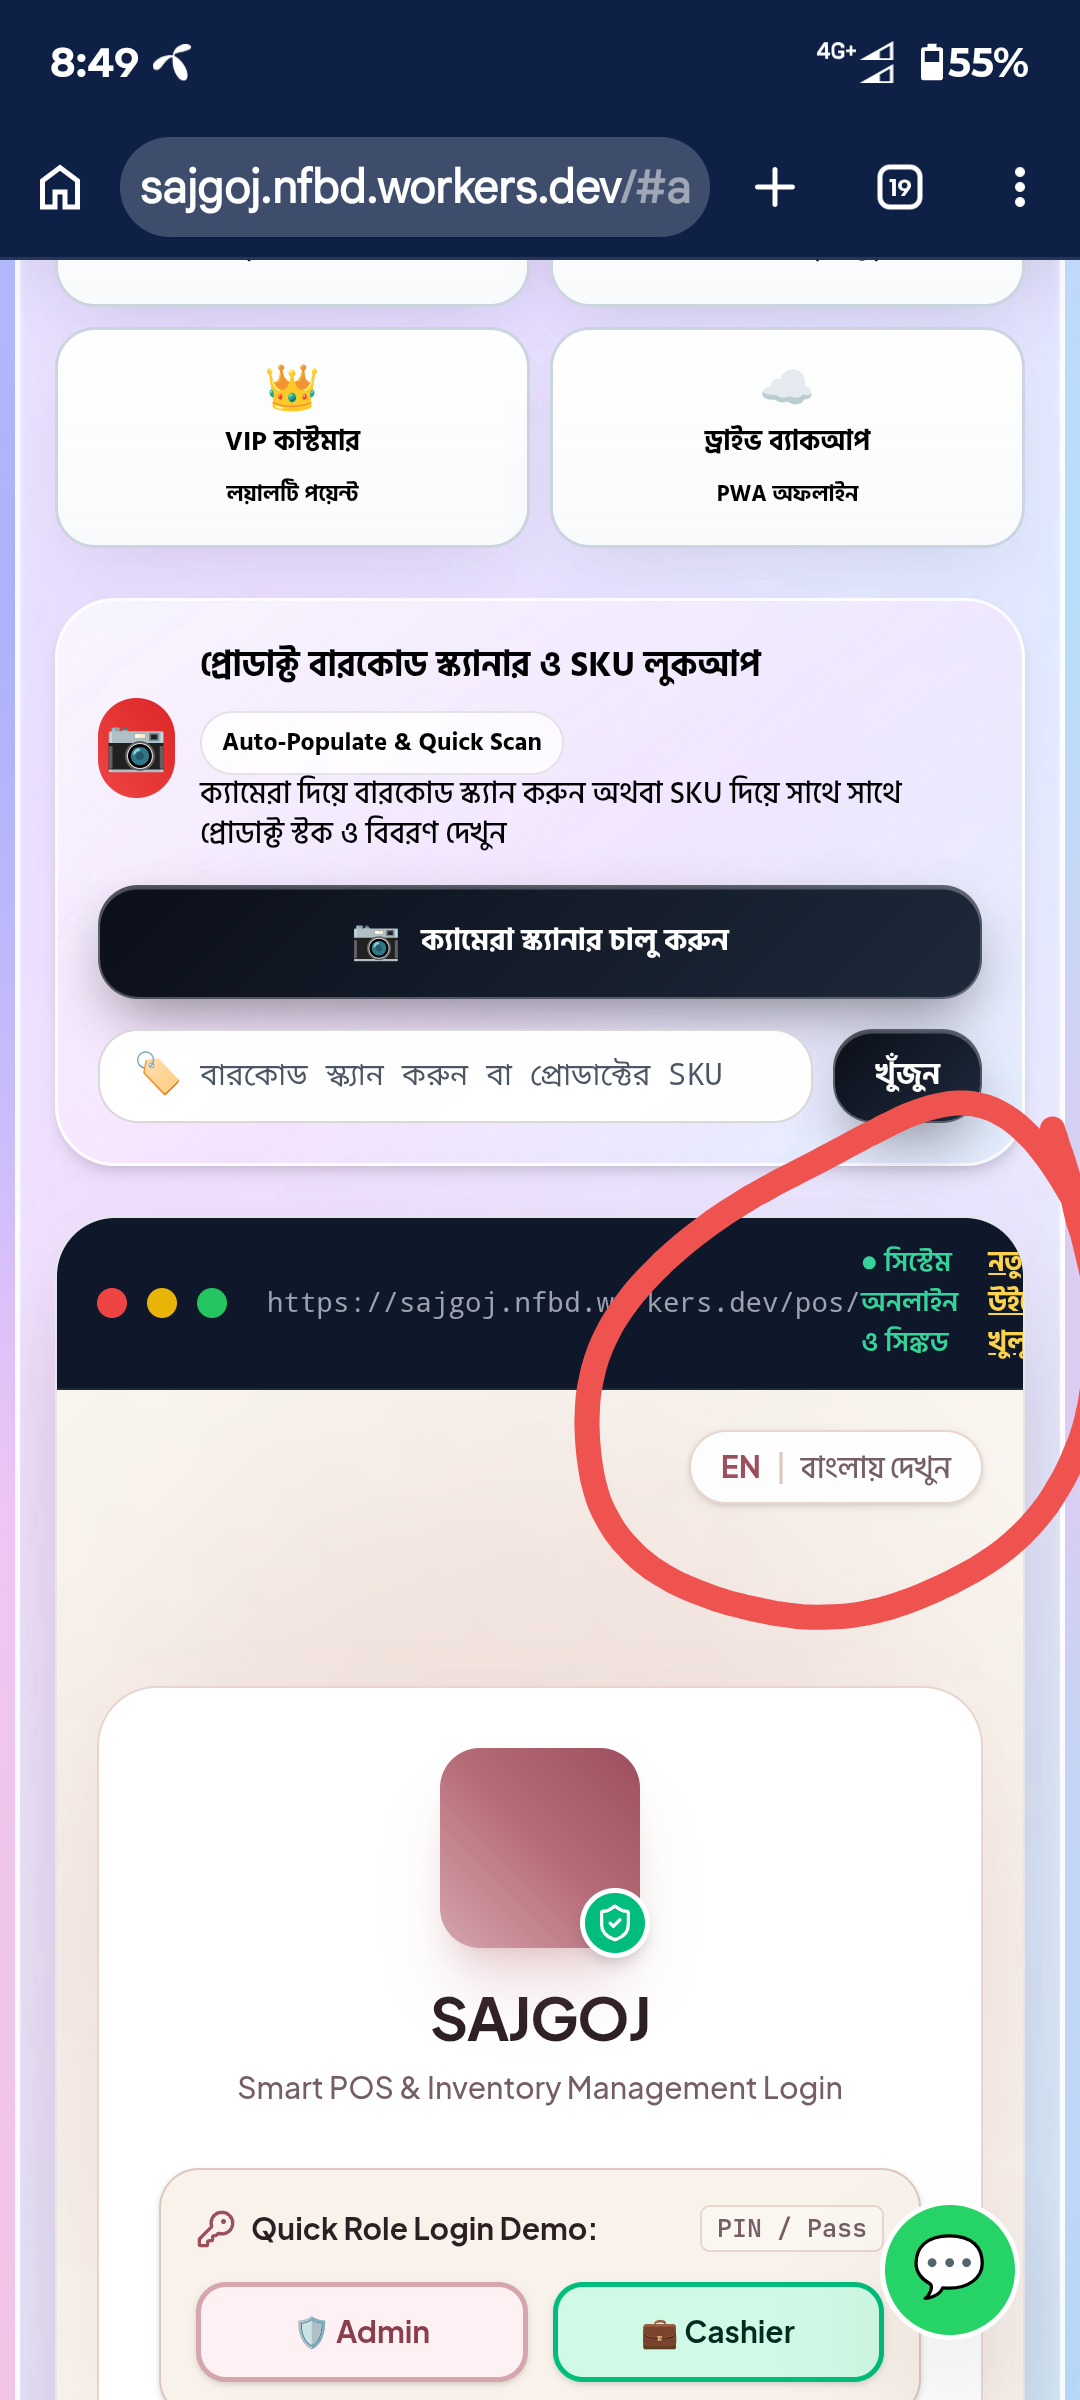 8:49
4G+
55%
sajgoj.nfbd.workers.dev/#a
19
VIP কাস্টমার
লয়ালটি পয়েন্ট
ড্রাইভ ব্যাকআপ
PWA অফলাইন
প্রোডাক্ট বারকোড স্ক্যানার ও SKU লুকআপ
Auto-Populate & Quick Scan
ক্যামেরা দিয়ে বারকোড স্ক্যান করুন অথবা SKU দিয়ে সাথে সাথে
প্রোডাক্ট স্টক ও বিবরণ দেখুন
ক্যামেরা স্ক্যানার চালু করুন
বারকোড স্ক্যান করুন বা প্রোডাক্টের SKU
খুঁজুন
https://sajgoj.nfbd.workers.dev/pos/
● সিস্টেম
অনলাইন
ও সিঙ্কড
EN | বাংলায় দেখুন
SAJGOJ
Smart POS & Inventory Management Login
Quick Role Login Demo:
PIN / Pass
Admin
Cashier